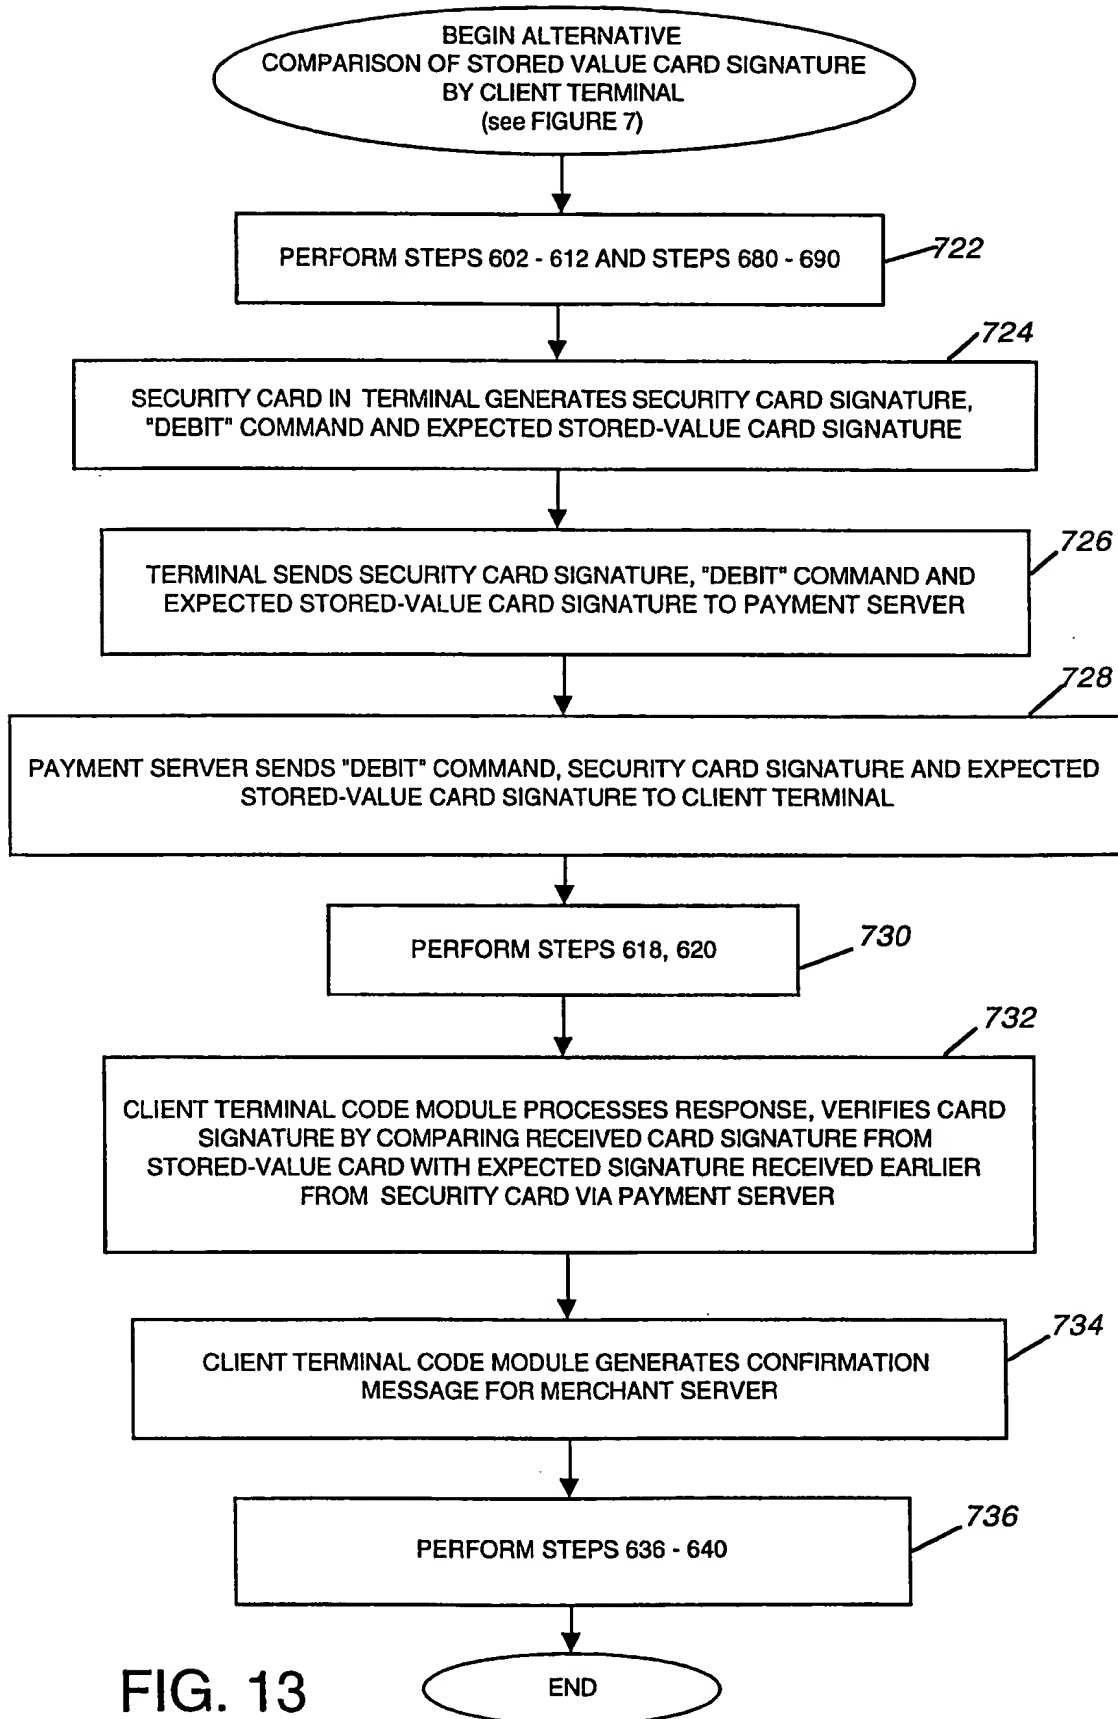 BEGIN ALTERNATIVE
COMPARISON OF STORED VALUE CARD SIGNATURE
BY CLIENT TERMINAL
(see FIGURE 7)
PERFORM STEPS 602 - 612 AND STEPS 680 - 690
722
724
SECURITY CARD IN TERMINAL GENERATES SECURITY CARD SIGNATURE,
"DEBIT" COMMAND AND EXPECTED STORED-VALUE CARD SIGNATURE
726
TERMINAL SENDS SECURITY CARD SIGNATURE, "DEBIT" COMMAND AND
EXPECTED STORED-VALUE CARD SIGNATURE TO PAYMENT SERVER
728
PAYMENT SERVER SENDS "DEBIT" COMMAND, SECURITY CARD SIGNATURE AND EXPECTED
STORED-VALUE CARD SIGNATURE TO CLIENT TERMINAL
PERFORM STEPS 618, 620
730
732
CLIENT TERMINAL CODE MODULE PROCESSES RESPONSE, VERIFIES CARD
SIGNATURE BY COMPARING RECEIVED CARD SIGNATURE FROM
STORED-VALUE CARD WITH EXPECTED SIGNATURE RECEIVED EARLIER
FROM SECURITY CARD VIA PAYMENT SERVER
734
CLIENT TERMINAL CODE MODULE GENERATES CONFIRMATION
MESSAGE FOR MERCHANT SERVER
736
PERFORM STEPS 636 - 640
END
FIG. 13